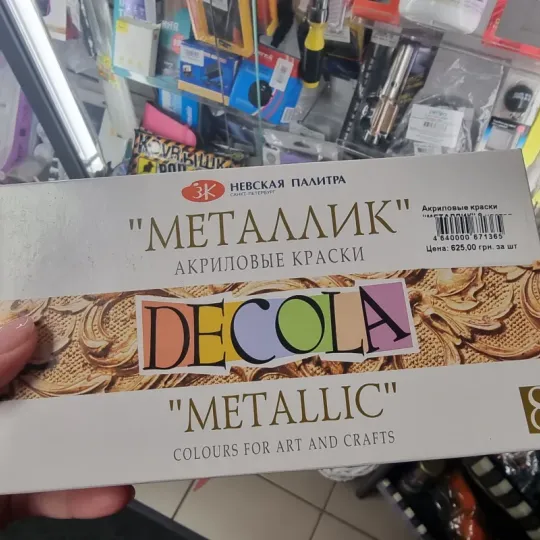 ЗК НЕВСКАЯ ПАЛИТРА
САНКТ-ПЕТЕРБУРГ
"МЕТАЛЛИК"
АКРИЛОВЫЕ КРАСКИ
Акриловые краски
4 640000 671365
Цена: 625,00 грн. за шт
DECOLA
"METALLIC"
COLOURS FOR ART AND CRAFTS
8